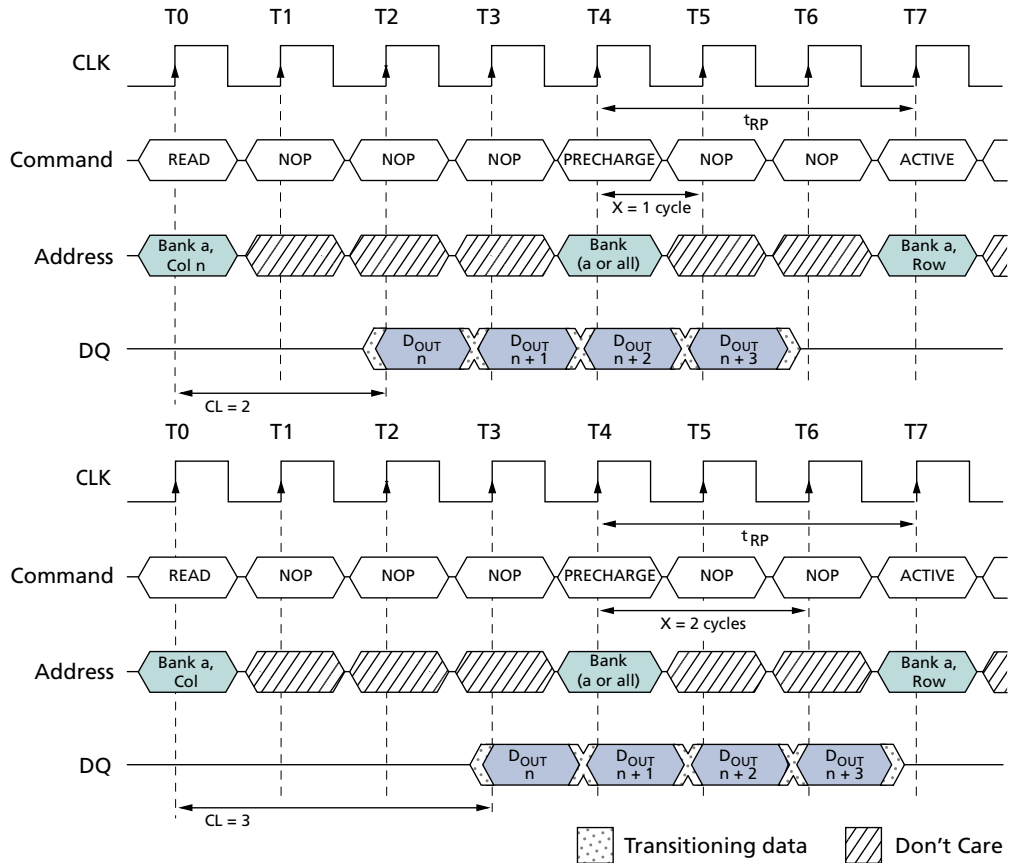 T0 T1 T2 T3 T4 T5 T6 T7
CLK
tRP
Command READ NOP NOP NOP PRECHARGE NOP NOP ACTIVE
X = 1 cycle
Address Bank a, Col n Bank (a or all) Bank a, Row
DQ DOUT n DOUT n + 1 DOUT n + 2 DOUT n + 3
CL = 2
T0 T1 T2 T3 T4 T5 T6 T7
CLK
tRP
Command READ NOP NOP NOP PRECHARGE NOP NOP ACTIVE
X = 2 cycles
Address Bank a, Col Bank (a or all) Bank a, Row
DQ DOUT n DOUT n + 1 DOUT n + 2 DOUT n + 3
CL = 3
Transitioning data Don't Care